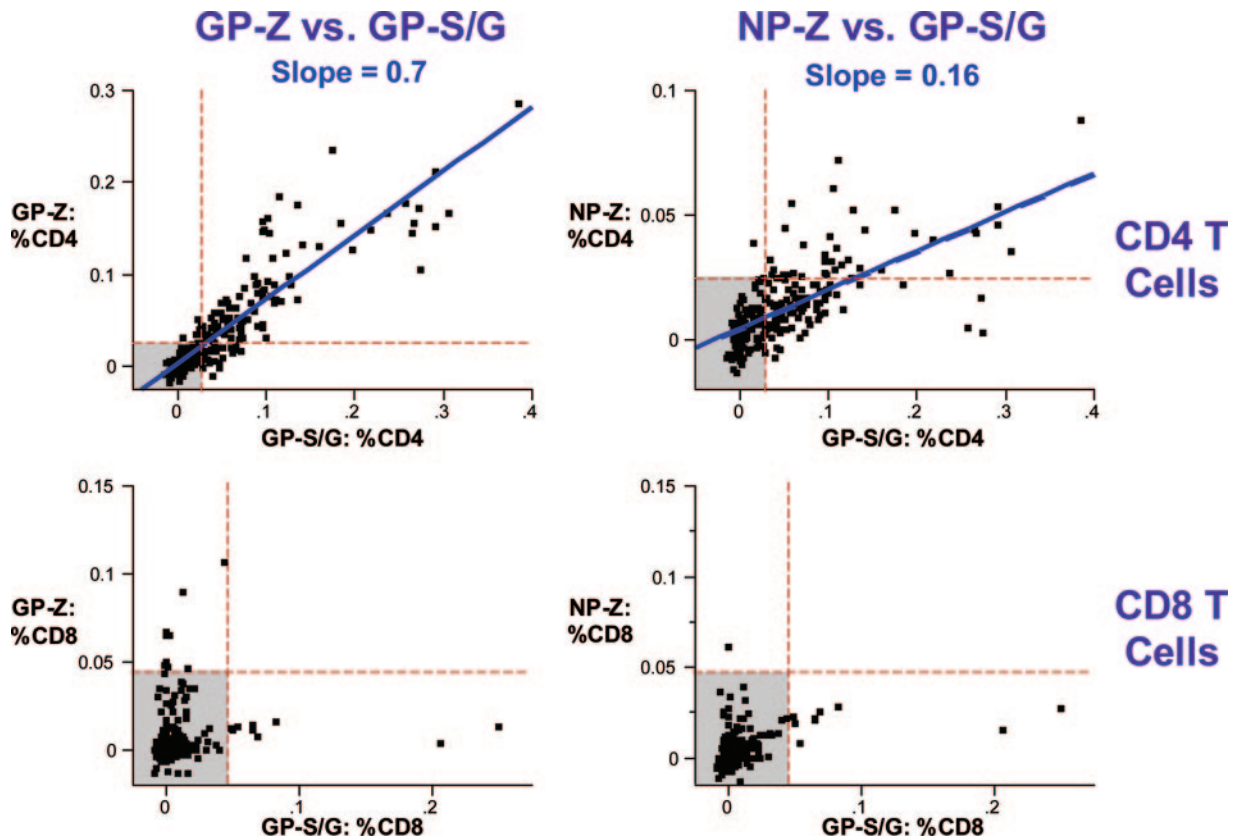 GP-Z vs. GP-S/G
Slope = 0.7
0.3
0.2
0.1
0
GP-Z:
%CD4
0 .1 .2 .3 .4
GP-S/G: %CD4
NP-Z vs. GP-S/G
Slope = 0.16
0.1
0.05
0
NP-Z:
%CD4
0 .1 .2 .3 .4
GP-S/G: %CD4
CD4 T
Cells
0.15
0.1
0.05
0
GP-Z:
%CD8
0 .1 .2
GP-S/G: %CD8
0.15
0.1
0.05
0
NP-Z:
%CD8
0 .1 .2
GP-S/G: %CD8
CD8 T
Cells